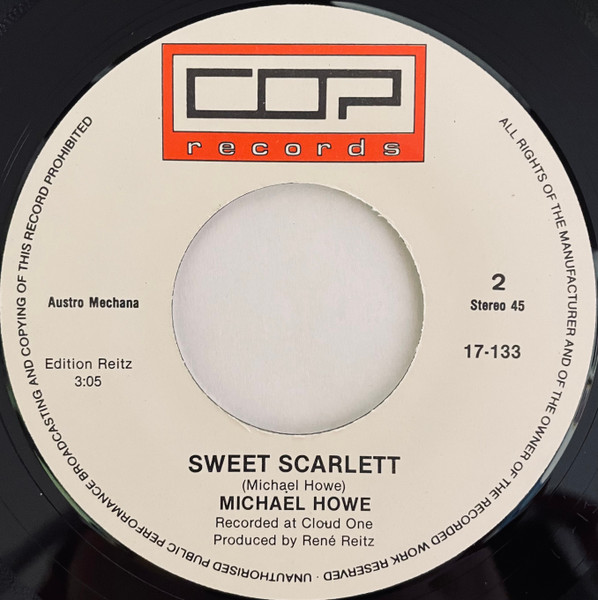 COP
records
ALL RIGHTS OF THE MANUFACTURER AND OF THE OWNER OF THE RECORDED WORK RESERVED · UNAUTHORISED PUBLIC PERFORMANCE BROADCASTING AND COPYING OF THIS RECORD PROHIBITED
Austro Mechana
2
Stereo 45
Edition Reitz
3:05
17-133
SWEET SCARLETT
(Michael Howe)
MICHAEL HOWE
Recorded at Cloud One
Produced by René Reitz